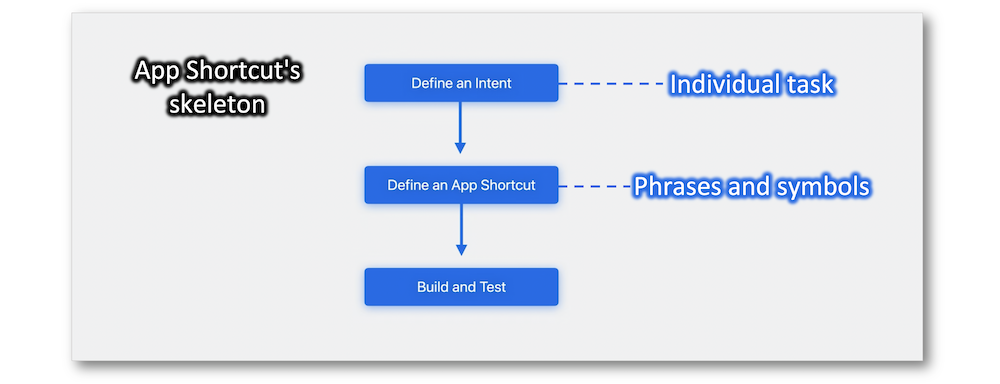 App Shortcut's
skeleton
Define an Intent
Individual task
Define an App Shortcut
Phrases and symbols
Build and Test